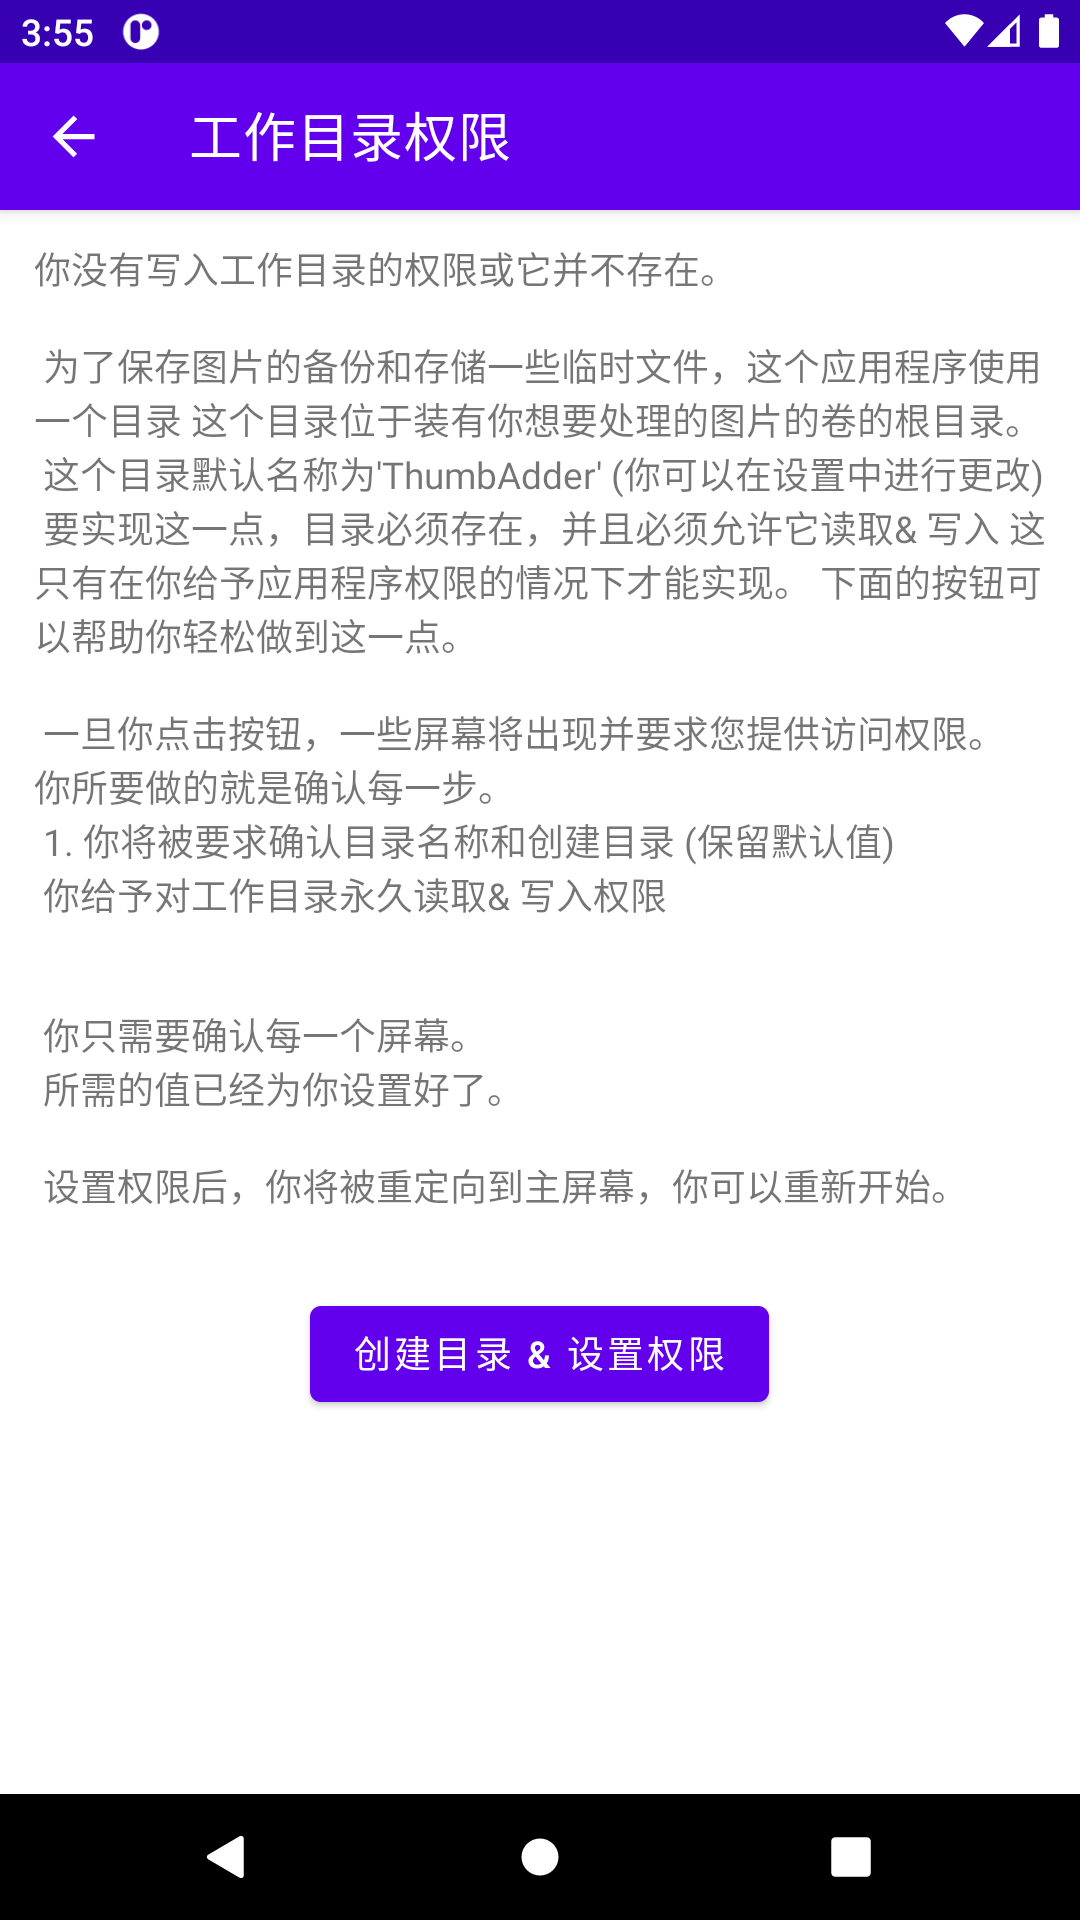 3:55
工作目录权限
你没有写入工作目录的权限或它并不存在。
为了保存图片的备份和存储一些临时文件，这个应用程序使用
一个目录 这个目录位于装有你想要处理的图片的卷的根目录。
这个目录默认名称为'ThumbAdder' (你可以在设置中进行更改)
要实现这一点，目录必须存在，并且必须允许它读取& 写入 这
只有在你给予应用程序权限的情况下才能实现。 下面的按钮可
以帮助你轻松做到这一点。
一旦你点击按钮，一些屏幕将出现并要求您提供访问权限。
你所要做的就是确认每一步。
1. 你将被要求确认目录名称和创建目录 (保留默认值)
你给予对工作目录永久读取& 写入权限
你只需要确认每一个屏幕。
所需的值已经为你设置好了。
设置权限后，你将被重定向到主屏幕，你可以重新开始。
创建目录 & 设置权限